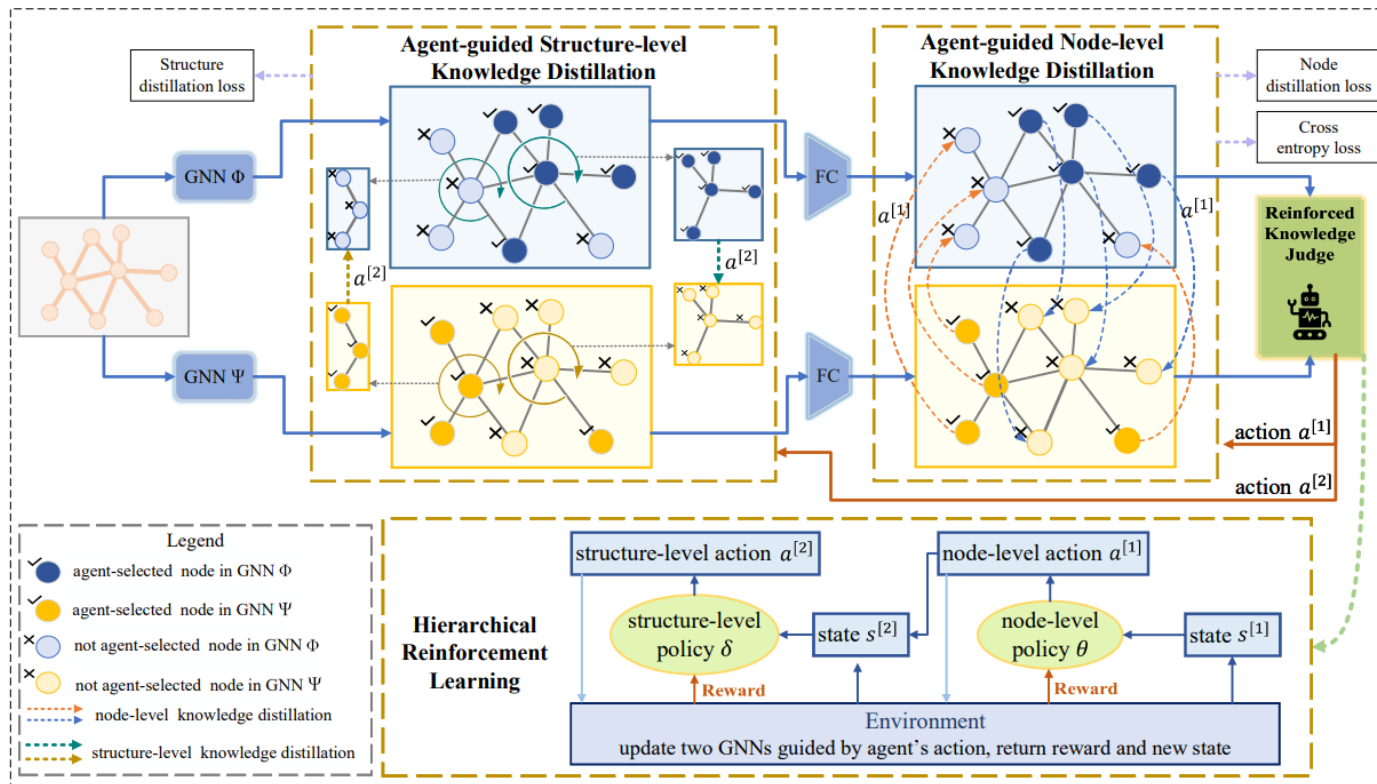 Agent-guided Structure-level
Knowledge Distillation
Agent-guided Node-level
Knowledge Distillation
Structure
distillation loss
Node
distillation loss
Cross
entropy loss
GNN Φ
FC
a^[1]
a^[1]
a^[2]
a^[2]
Reinforced
Knowledge
Judge
GNN Ψ
FC
action a^[1]
action a^[2]
Legend
agent-selected node in GNN Φ
agent-selected node in GNN Ψ
not agent-selected node in GNN Φ
not agent-selected node in GNN Ψ
node-level knowledge distillation
structure-level knowledge distillation
Hierarchical
Reinforcement
Learning
structure-level action a^[2]
node-level action a^[1]
structure-level
policy δ
state s^[2]
node-level
policy θ
state s^[1]
Reward
Reward
Environment
update two GNNs guided by agent's action, return reward and new state